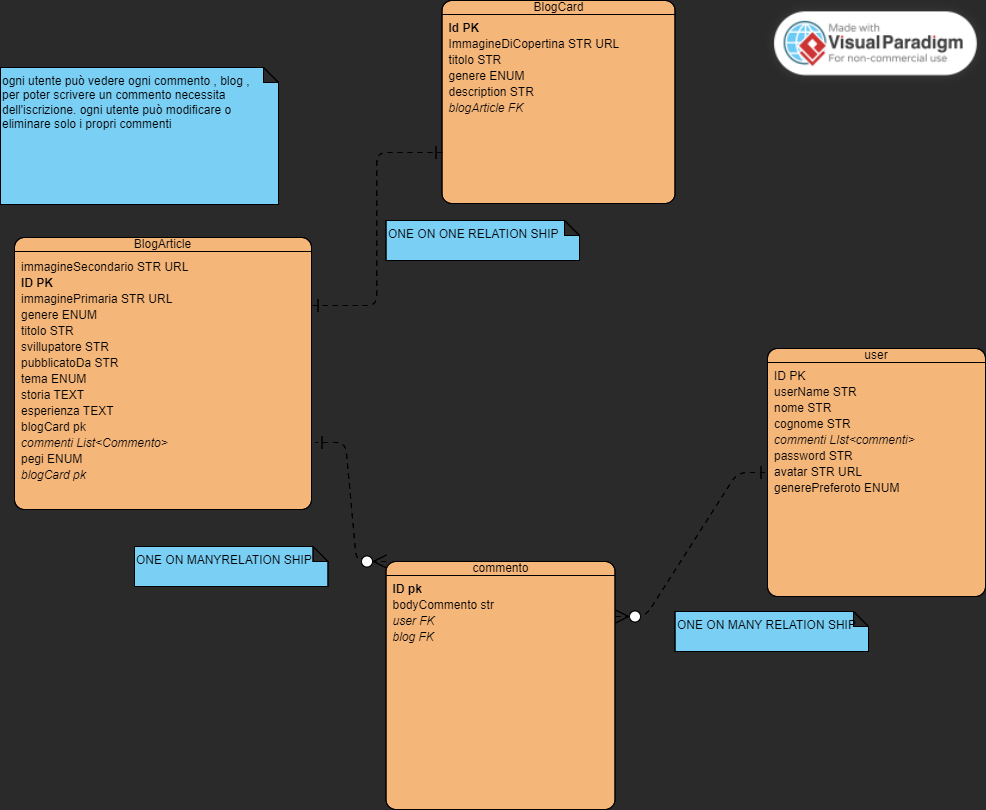 BlogCard
Id PK
ImmagineDiCopertina STR URL
titolo STR
genere ENUM
description STR
blogArticle FK
Made with
Visual Paradigm
For non-commercial use
ogni utente può vedere ogni commento , blog ,
per poter scrivere un commento necessita
dell'iscrizione. ogni utente può modificare o
eliminare solo i propri commenti
ONE ON ONE RELATION SHIP
BlogArticle
immagineSecondario STR URL
ID PK
immaginePrimaria STR URL
genere ENUM
titolo STR
svillupatore STR
pubblicatoDa STR
tema ENUM
storia TEXT
esperienza TEXT
blogCard pk
commenti List<Commento>
pegi ENUM
blogCard pk
user
ID PK
userName STR
nome STR
cognome STR
commenti LIst<commenti>
password STR
avatar STR URL
generePreferoto ENUM
ONE ON MANYRELATION SHIP
commento
ID pk
bodyCommento str
user FK
blog FK
ONE ON MANY RELATION SHIP